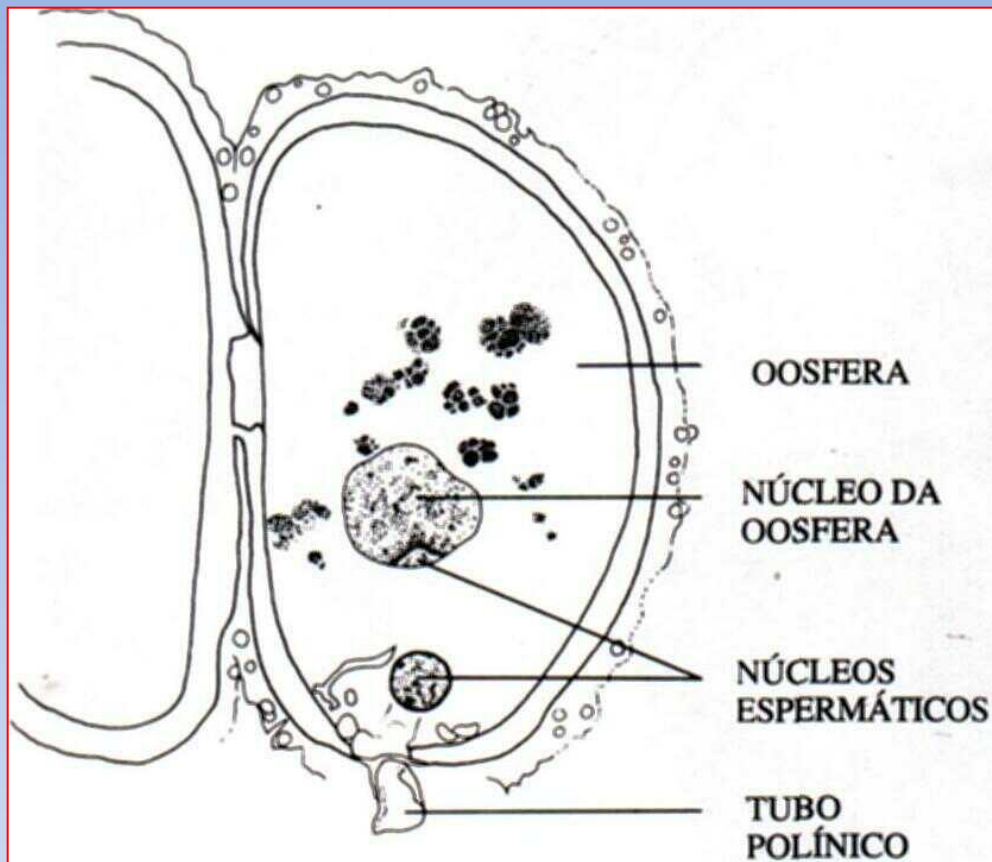 OOSFERA
NÚCLEO DA
OOSFERA
NÚCLEOS
ESPERMÁTICOS
TUBO
POLÍNICO